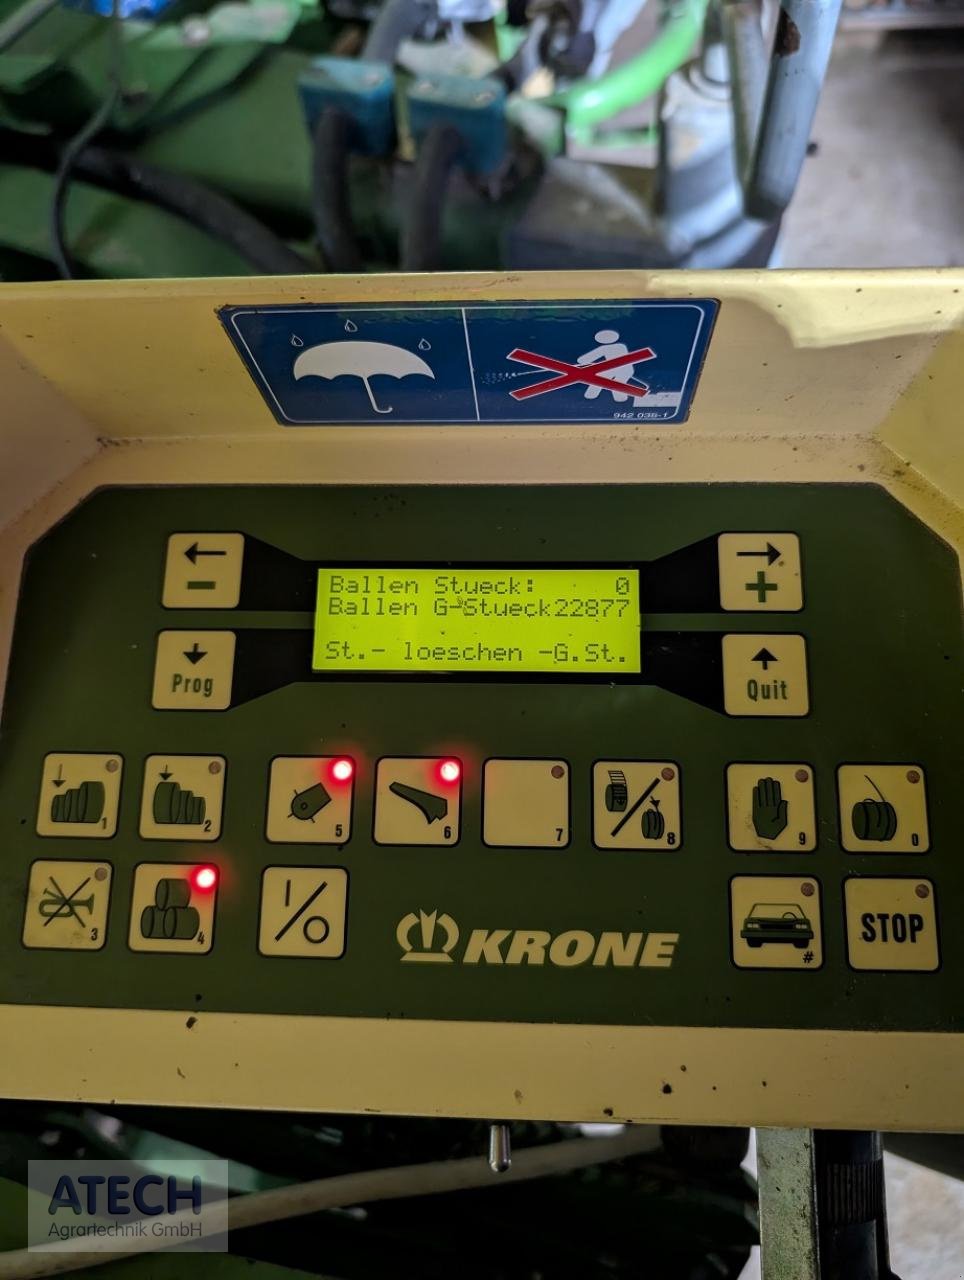 942 038-1
←
→
−
+
Ballen Stueck: 0
Ballen G-Stueck22877
St.- loeschen -G.St.
Prog
Quit
1
2
5
6
7
8
9
0
3
4
I/O
KRONE
#
STOP
ATECH
Agrartechnik GmbH